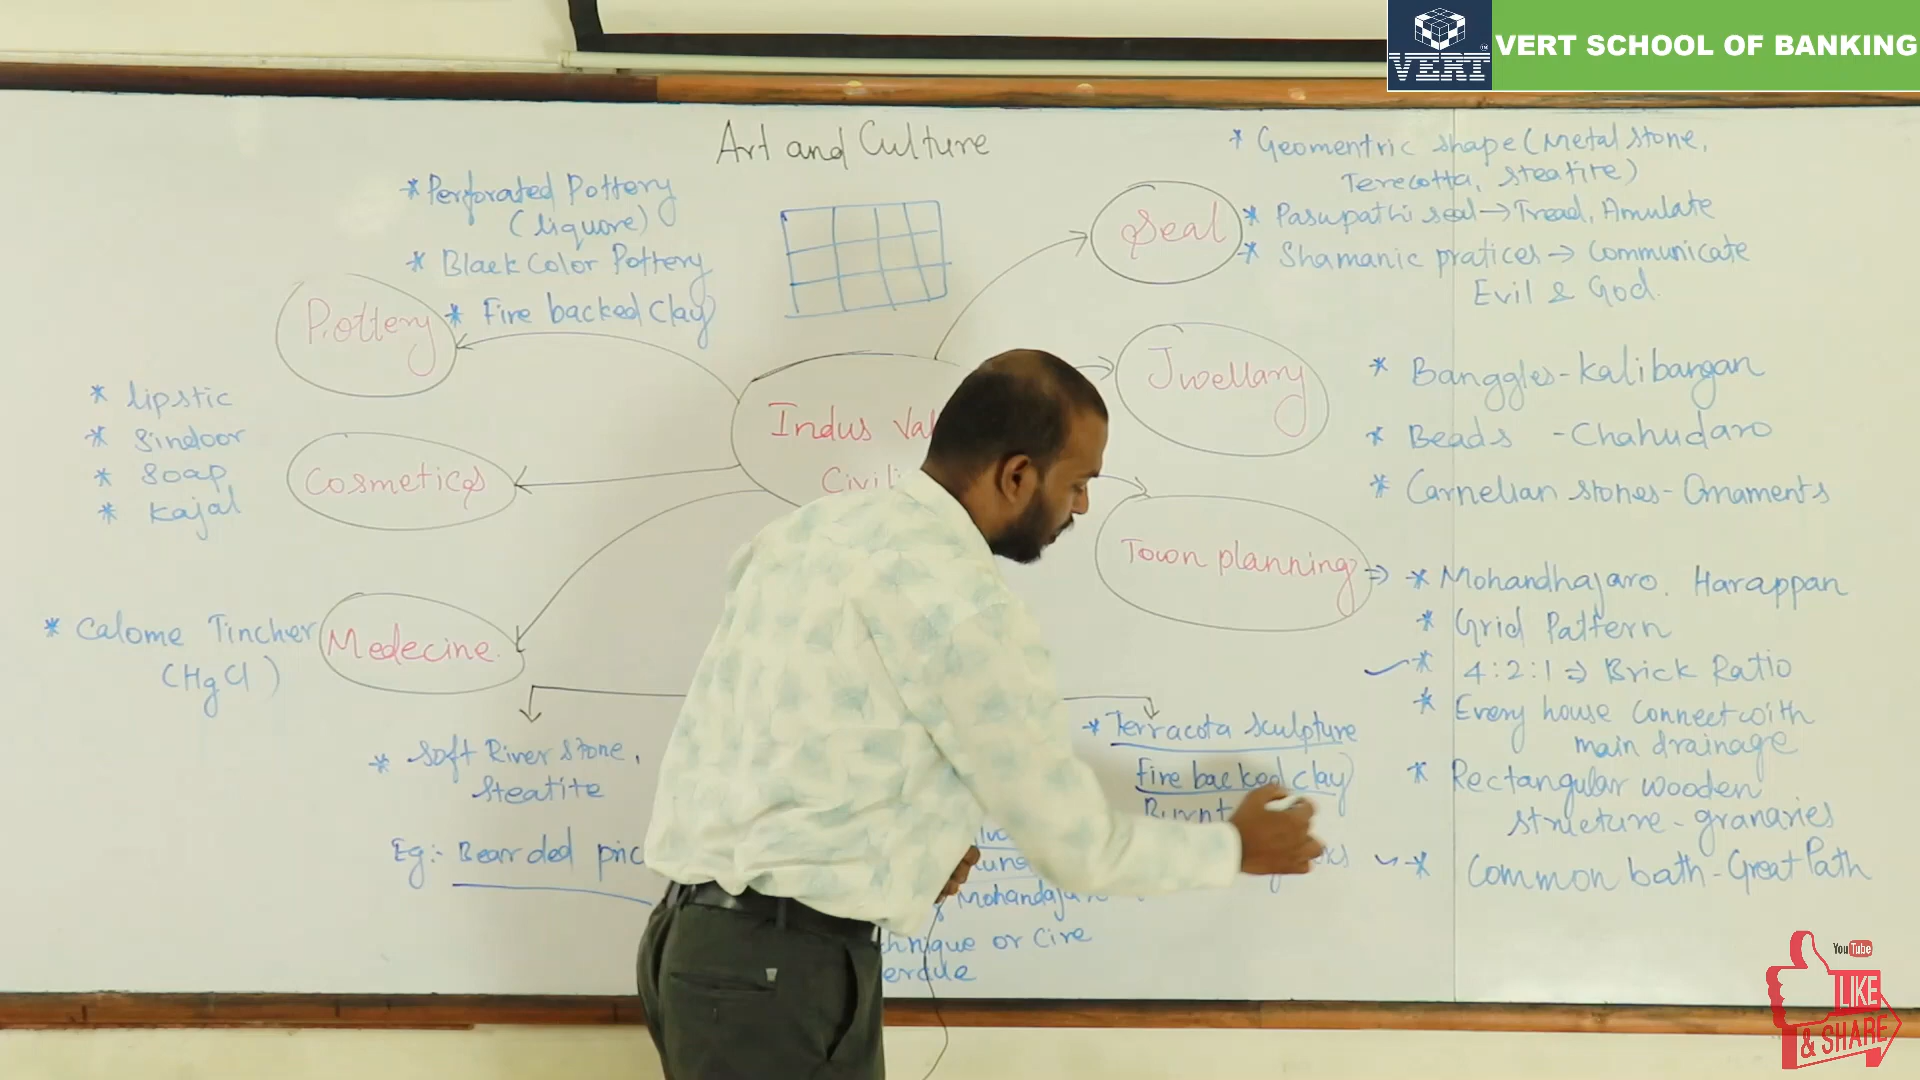 VERT
VERT SCHOOL OF BANKING
Art and Culture
* Perforated Pottery
(liquore)
* Black Color Pottery
* Fire backed clay
Pottery
* lipstic
* Sindoor
* Soap
* Kajal
Cosmetics
* Calome Tincher
(HgCl)
Medecine
Indus
Seal
* Geomentric shape (Metal stone,
Terecotta, steatite)
* Pasupathi seal → Tread, Amulate
* Shamanic pratices → Communicate
Evil & God.
Jwellary
* Banggles - Kalibangan
* Beads - Chahudaro
* Carnelian stones - Ornaments
Town planning
⇒ * Mohandhajaro. Harappan
* Grid Pattern
* 4:2:1 ⇒ Brick Ratio
* Every house connect with
main drainage
* Rectangular wooden
structure - granaries
* Common bath - Great Path
* Soft River stone,
Steatite
Eg:- Bearded
* Terracota sculpture
Fire backed clay
Burnt
or Cire
YouTube
LIKE
& SHARE